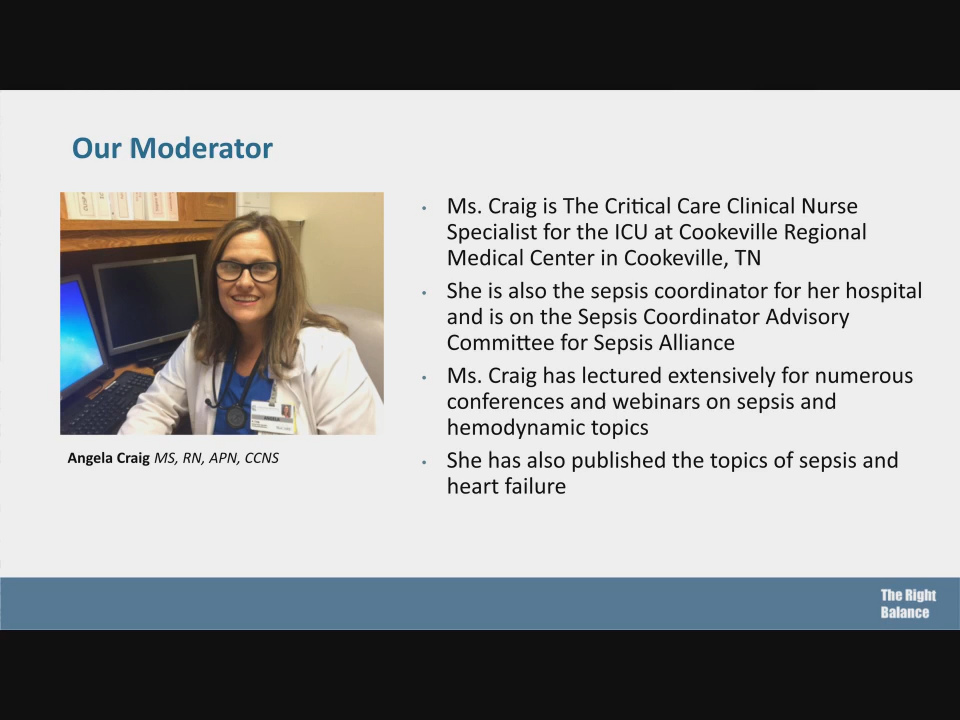 Our Moderator
• Ms. Craig is The Critical Care Clinical Nurse
Specialist for the ICU at Cookeville Regional
Medical Center in Cookeville, TN
• She is also the sepsis coordinator for her hospital
and is on the Sepsis Coordinator Advisory
Committee for Sepsis Alliance
• Ms. Craig has lectured extensively for numerous
conferences and webinars on sepsis and
hemodynamic topics
• She has also published the topics of sepsis and
heart failure
Angela Craig MS, RN, APN, CCNS
The Right
Balance